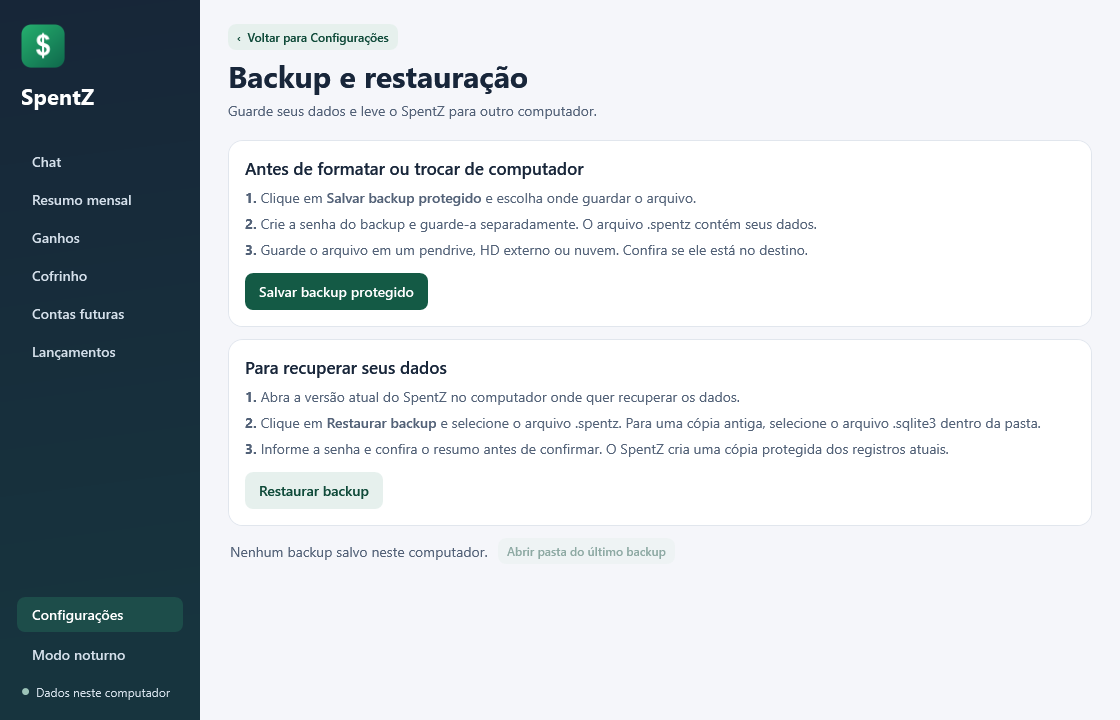 $
SpentZ
Chat
Resumo mensal
Ganhos
Cofrinho
Contas futuras
Lançamentos
Configurações
Modo noturno
Dados neste computador
‹ Voltar para Configurações
Backup e restauração
Guarde seus dados e leve o SpentZ para outro computador.
Antes de formatar ou trocar de computador
1. Clique em Salvar backup protegido e escolha onde guardar o arquivo.
2. Crie a senha do backup e guarde-a separadamente. O arquivo .spentz contém seus dados.
3. Guarde o arquivo em um pendrive, HD externo ou nuvem. Confira se ele está no destino.
Salvar backup protegido
Para recuperar seus dados
1. Abra a versão atual do SpentZ no computador onde quer recuperar os dados.
2. Clique em Restaurar backup e selecione o arquivo .spentz. Para uma cópia antiga, selecione o arquivo .sqlite3 dentro da pasta.
3. Informe a senha e confira o resumo antes de confirmar. O SpentZ cria uma cópia protegida dos registros atuais.
Restaurar backup
Nenhum backup salvo neste computador. Abrir pasta do último backup